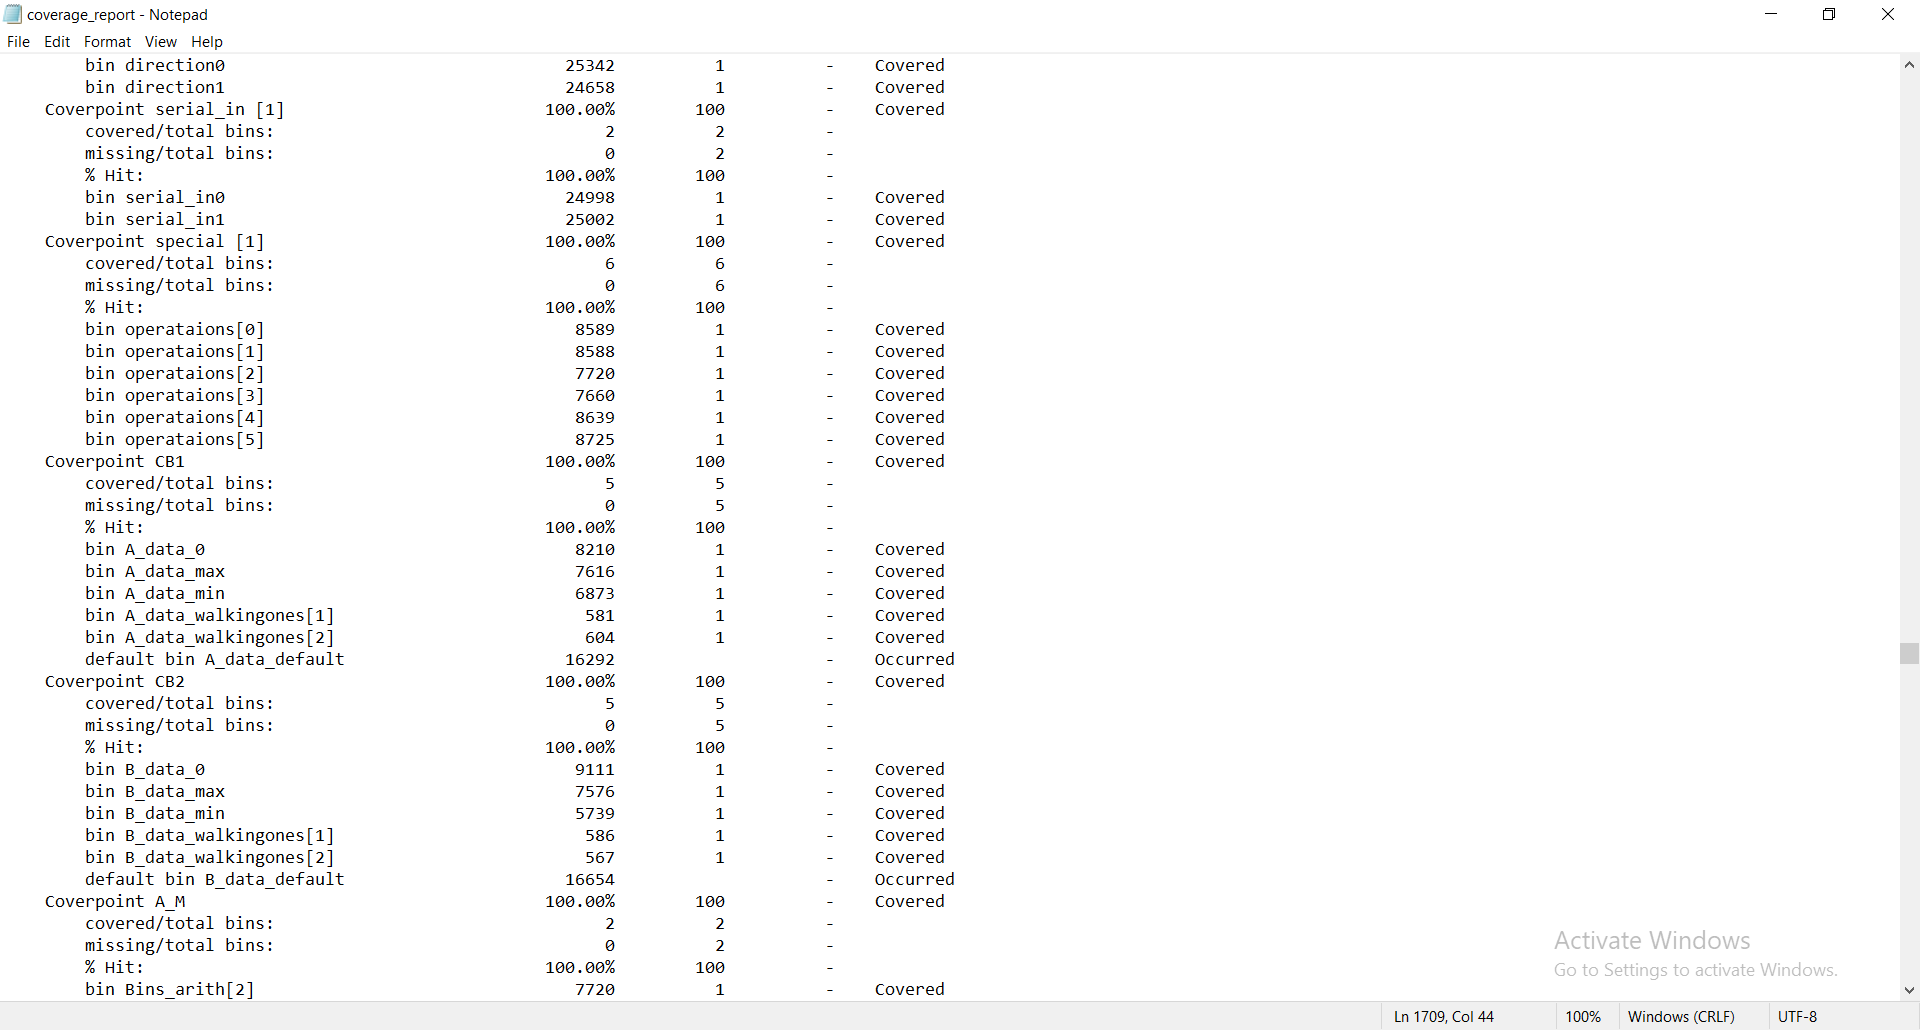 coverage_report - Notepad
File Edit Format View Help
bin direction0 25342 1 - Covered
bin direction1 24658 1 - Covered
Coverpoint serial_in [1] 100.00% 100 - Covered
covered/total bins: 2 2 -
missing/total bins: 0 2 -
% Hit: 100.00% 100 -
bin serial_in0 24998 1 - Covered
bin serial_in1 25002 1 - Covered
Coverpoint special [1] 100.00% 100 - Covered
covered/total bins: 6 6 -
missing/total bins: 0 6 -
% Hit: 100.00% 100 -
bin operataions[0] 8589 1 - Covered
bin operataions[1] 8588 1 - Covered
bin operataions[2] 7720 1 - Covered
bin operataions[3] 7660 1 - Covered
bin operataions[4] 8639 1 - Covered
bin operataions[5] 8725 1 - Covered
Coverpoint CB1 100.00% 100 - Covered
covered/total bins: 5 5 -
missing/total bins: 0 5 -
% Hit: 100.00% 100 -
bin A_data_0 8210 1 - Covered
bin A_data_max 7616 1 - Covered
bin A_data_min 6873 1 - Covered
bin A_data_walkingones[1] 581 1 - Covered
bin A_data_walkingones[2] 604 1 - Covered
default bin A_data_default 16292 - Occurred
Coverpoint CB2 100.00% 100 - Covered
covered/total bins: 5 5 -
missing/total bins: 0 5 -
% Hit: 100.00% 100 -
bin B_data_0 9111 1 - Covered
bin B_data_max 7576 1 - Covered
bin B_data_min 5739 1 - Covered
bin B_data_walkingones[1] 586 1 - Covered
bin B_data_walkingones[2] 567 1 - Covered
default bin B_data_default 16654 - Occurred
Coverpoint A_M 100.00% 100 - Covered
covered/total bins: 2 2 -
missing/total bins: 0 2 -
% Hit: 100.00% 100 -
bin Bins_arith[2] 7720 1 - Covered
Activate Windows
Go to Settings to activate Windows.
Ln 1709, Col 44 100% Windows (CRLF) UTF-8